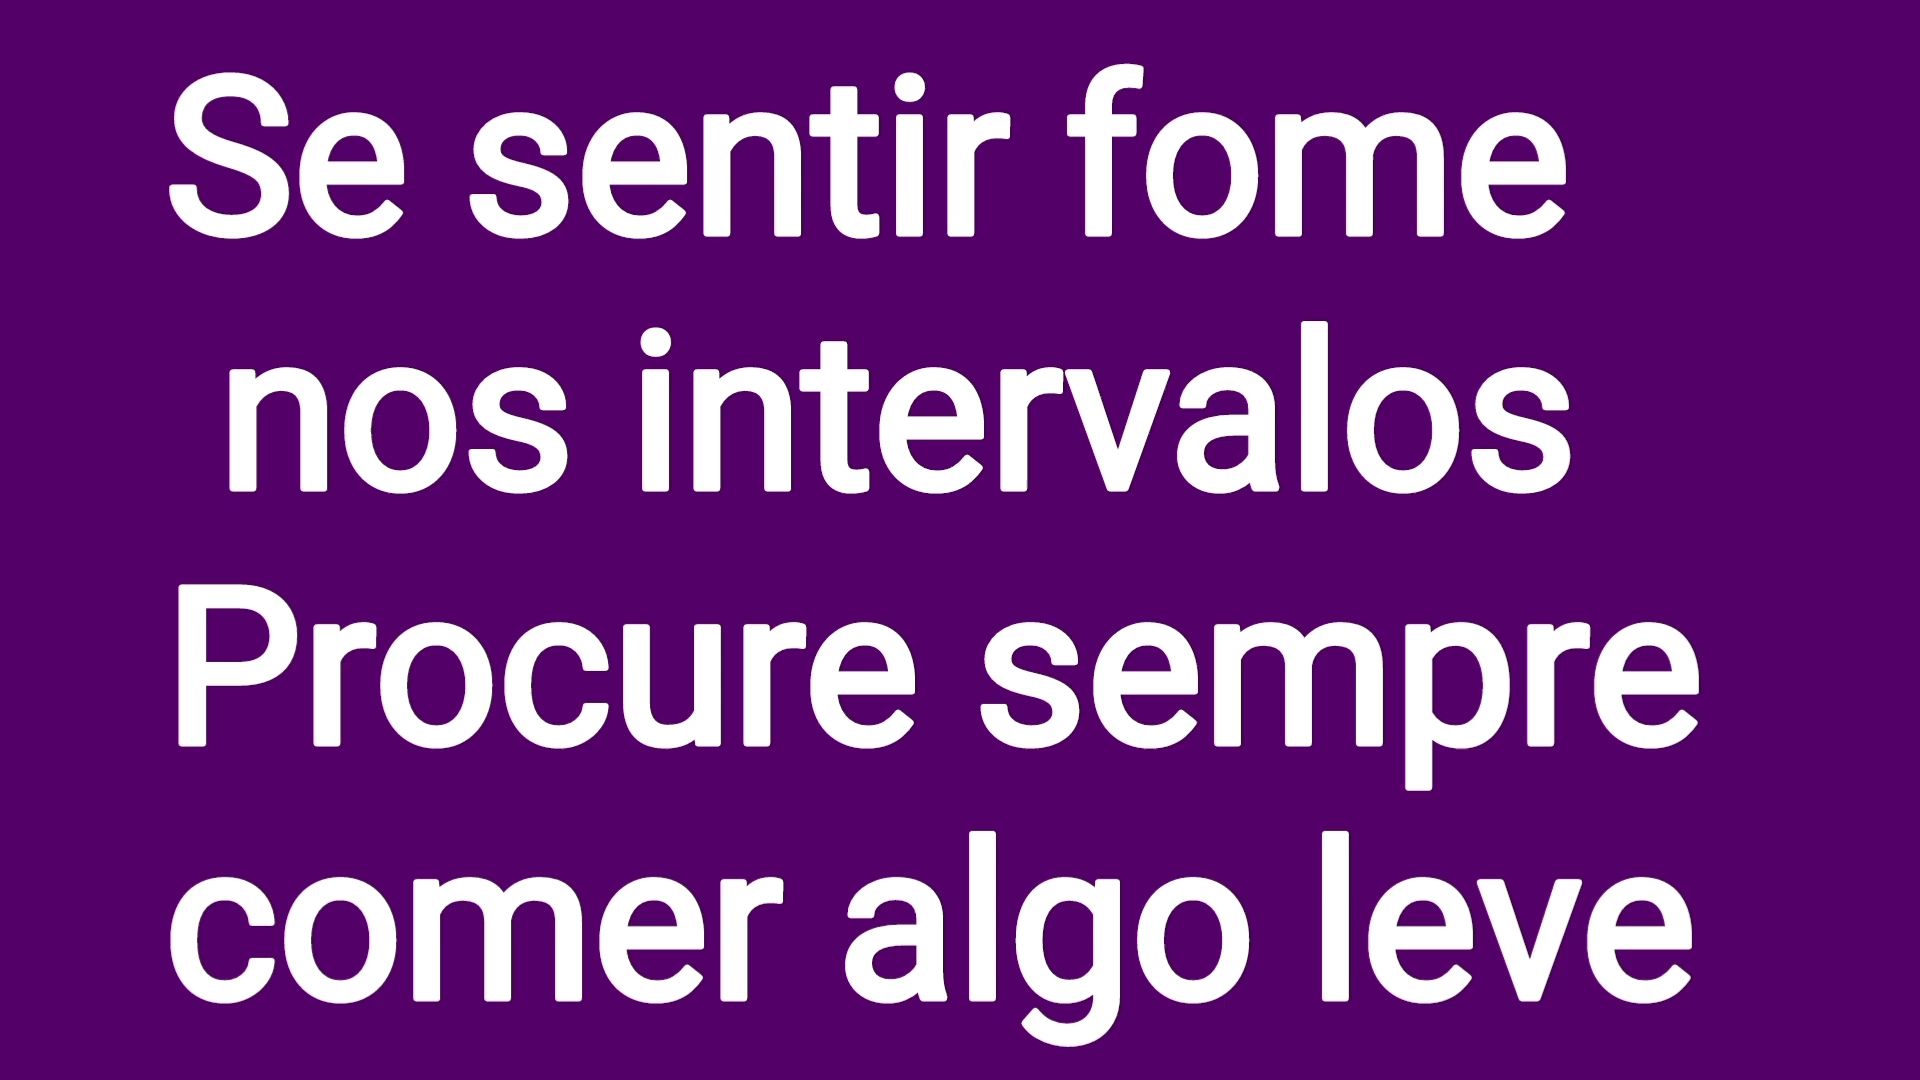 Se sentir fome
nos intervalos
Procure sempre
comer algo leve